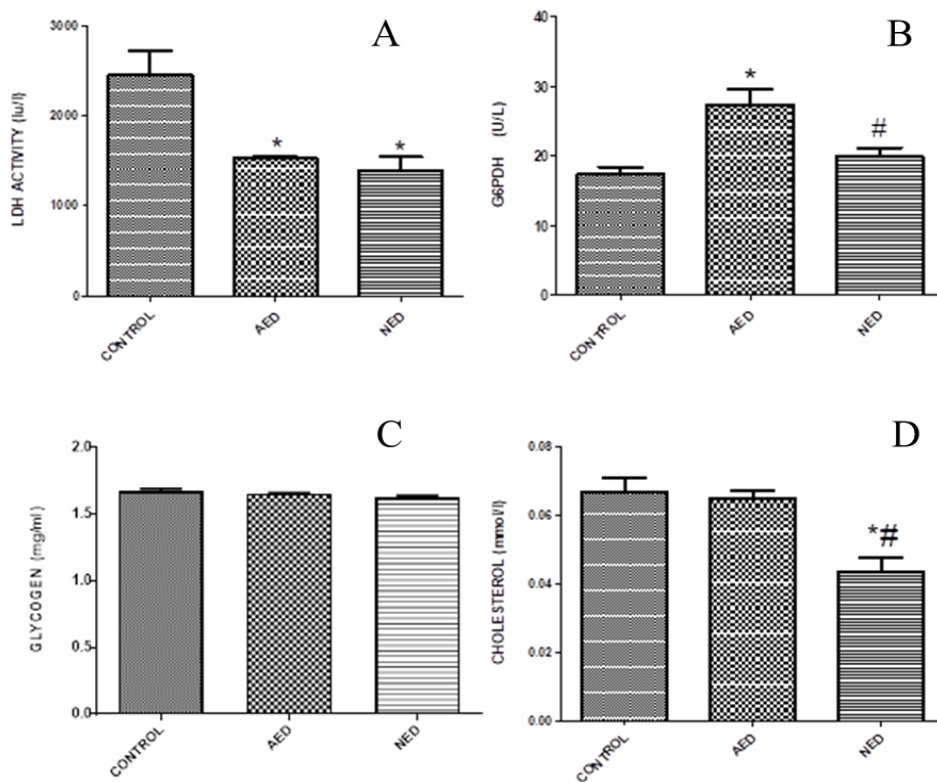 A
LDH ACTIVITY (Iu/l)
3000
2000
1000
0
*
*
CONTROL
AED
NED
B
G6PDH (U/L)
40
30
20
10
0
*
#
CONTROL
AED
NED
C
GLYCOGEN (mg/ml)
2.0
1.5
1.0
0.5
0.0
CONTROL
AED
NED
D
CHOLESTEROL (mmol/l)
0.08
0.06
0.04
0.02
0.00
*#
CONTROL
AED
NED